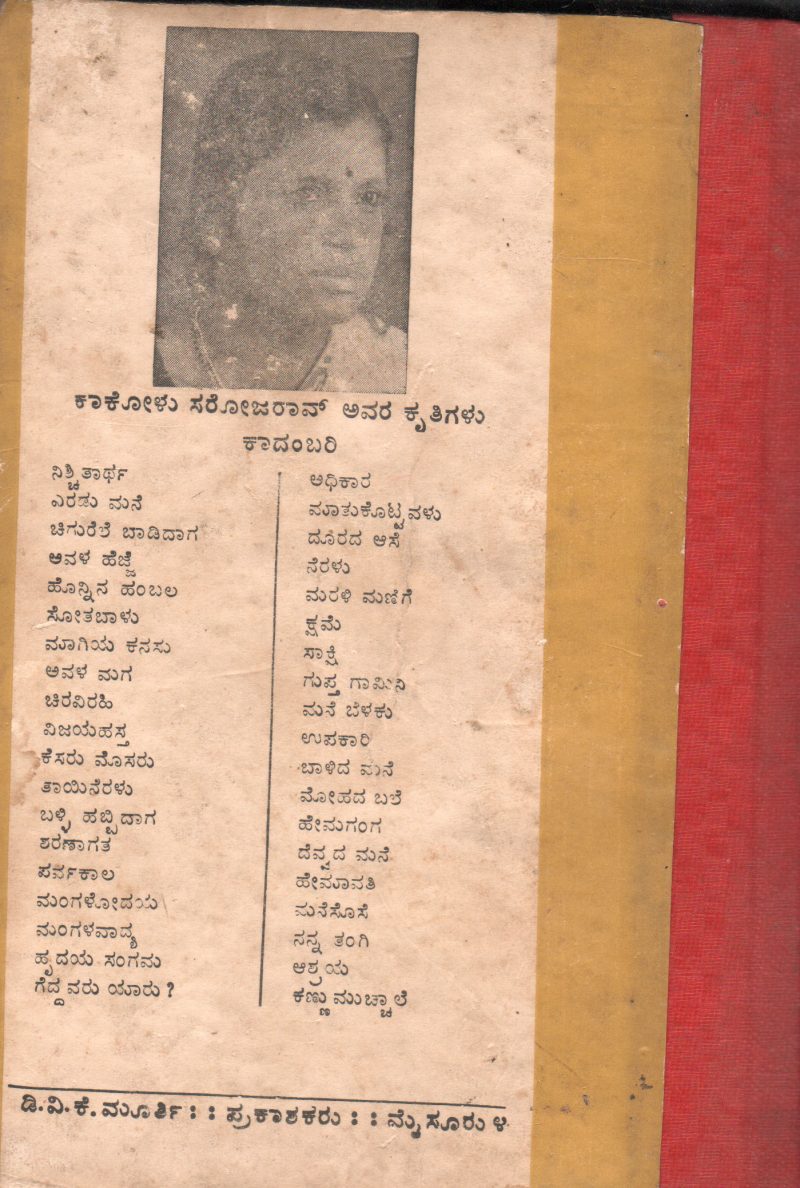 ಕಾಕೋಳು ಸರೋಜರಾವ್ ಅವರ ಕೃತಿಗಳು
ಕಾದಂಬರಿ
ನಿಶ್ಚಿತಾರ್ಥ
ಎರಡು ಮನೆ
ಚಿಗುರೆಲೆ ಬಾಡಿದಾಗ
ಅವಳ ಹೆಜ್ಜೆ
ಹೊನ್ನಿನ ಹಂಬಲ
ಸೋತಬಾಳು
ಮಾಗಿಯ ಕನಸು
ಅವಳ ಮಗ
ಚಿರವಿರಹಿ
ವಿಜಯಹಸ್ತ
ಕೆಸರು ಮೊಸರು
ತಾಯಿನೆರಳು
ಬಳ್ಳಿ ಹಬ್ಬಿದಾಗ
ಶರಣಾಗತ
ಪರ್ವಕಾಲ
ಮಂಗಳೋದಯ
ಮಂಗಳವಾದ್ಯ
ಹೃದಯ ಸಂಗಮ
ಗೆದ್ದವರು ಯಾರು?
ಅಧಿಕಾರ
ಮಾತುಕೊಟ್ಟವಳು
ದೂರದ ಆಸೆ
ನೆರಳು
ಮರಳಿ ಮಣಿಗೆ
ಕ್ಷಮೆ
ಸಾಕ್ಷಿ
ಗುಪ್ತ ಗಾಮಿನಿ
ಮನೆ ಬೆಳಕು
ಉಪಕಾರಿ
ಬಾಳಿದ ಮನೆ
ಮೋಹದ ಬಲೆ
ಹೇಮಗಂಗ
ದೆವ್ವದ ಮನೆ
ಹೇಮಾವತಿ
ಮನೆಸೊಸೆ
ನನ್ನ ತಂಗಿ
ಆಶ್ರಯ
ಕಣ್ಣುಮುಚ್ಚಾಲೆ
ಡಿ.ವಿ.ಕೆ.ಮೂರ್ತಿ : : ಪ್ರಕಾಶಕರು : : ಮೈಸೂರು ೪